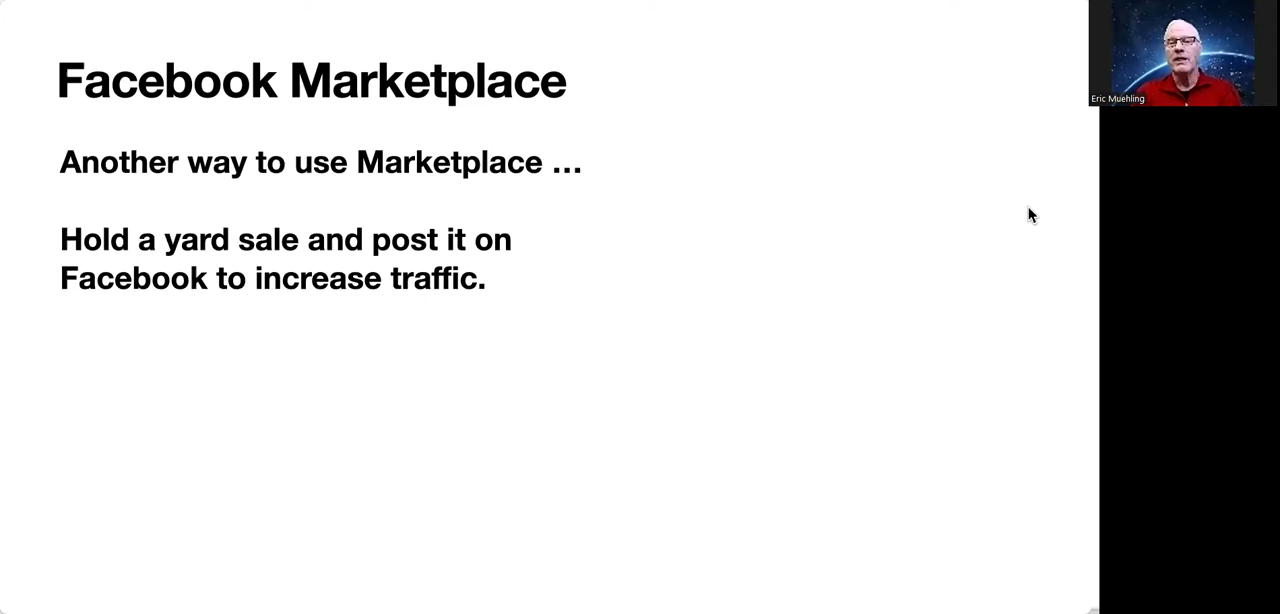 Facebook Marketplace
Another way to use Marketplace …
Hold a yard sale and post it on
Facebook to increase traffic.
Eric Muehling